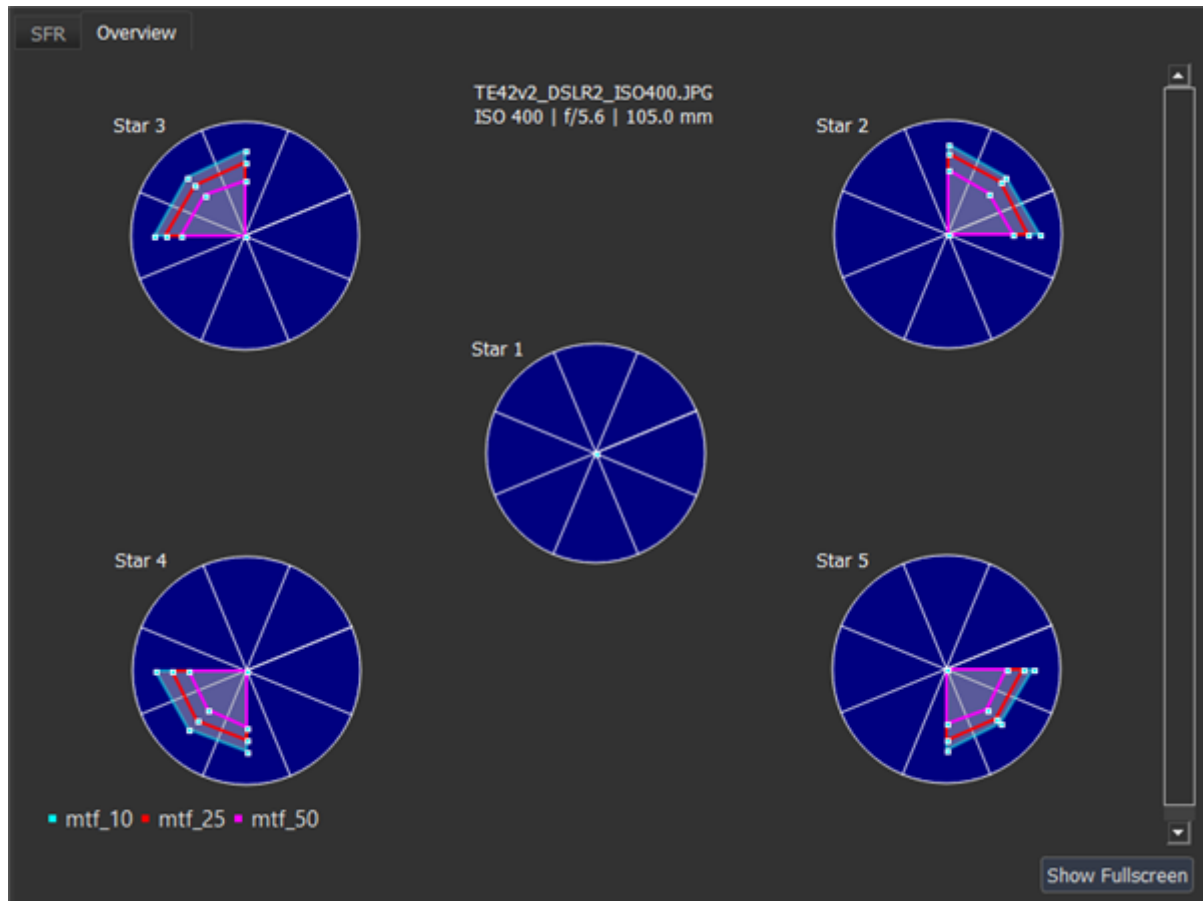 SFR
Overview
TE42v2_DSLR2_ISO400.JPG
ISO 400 | f/5.6 | 105.0 mm
Star 3
Star 2
Star 1
Star 4
Star 5
mtf_10 mtf_25 mtf_50
Show Fullscreen